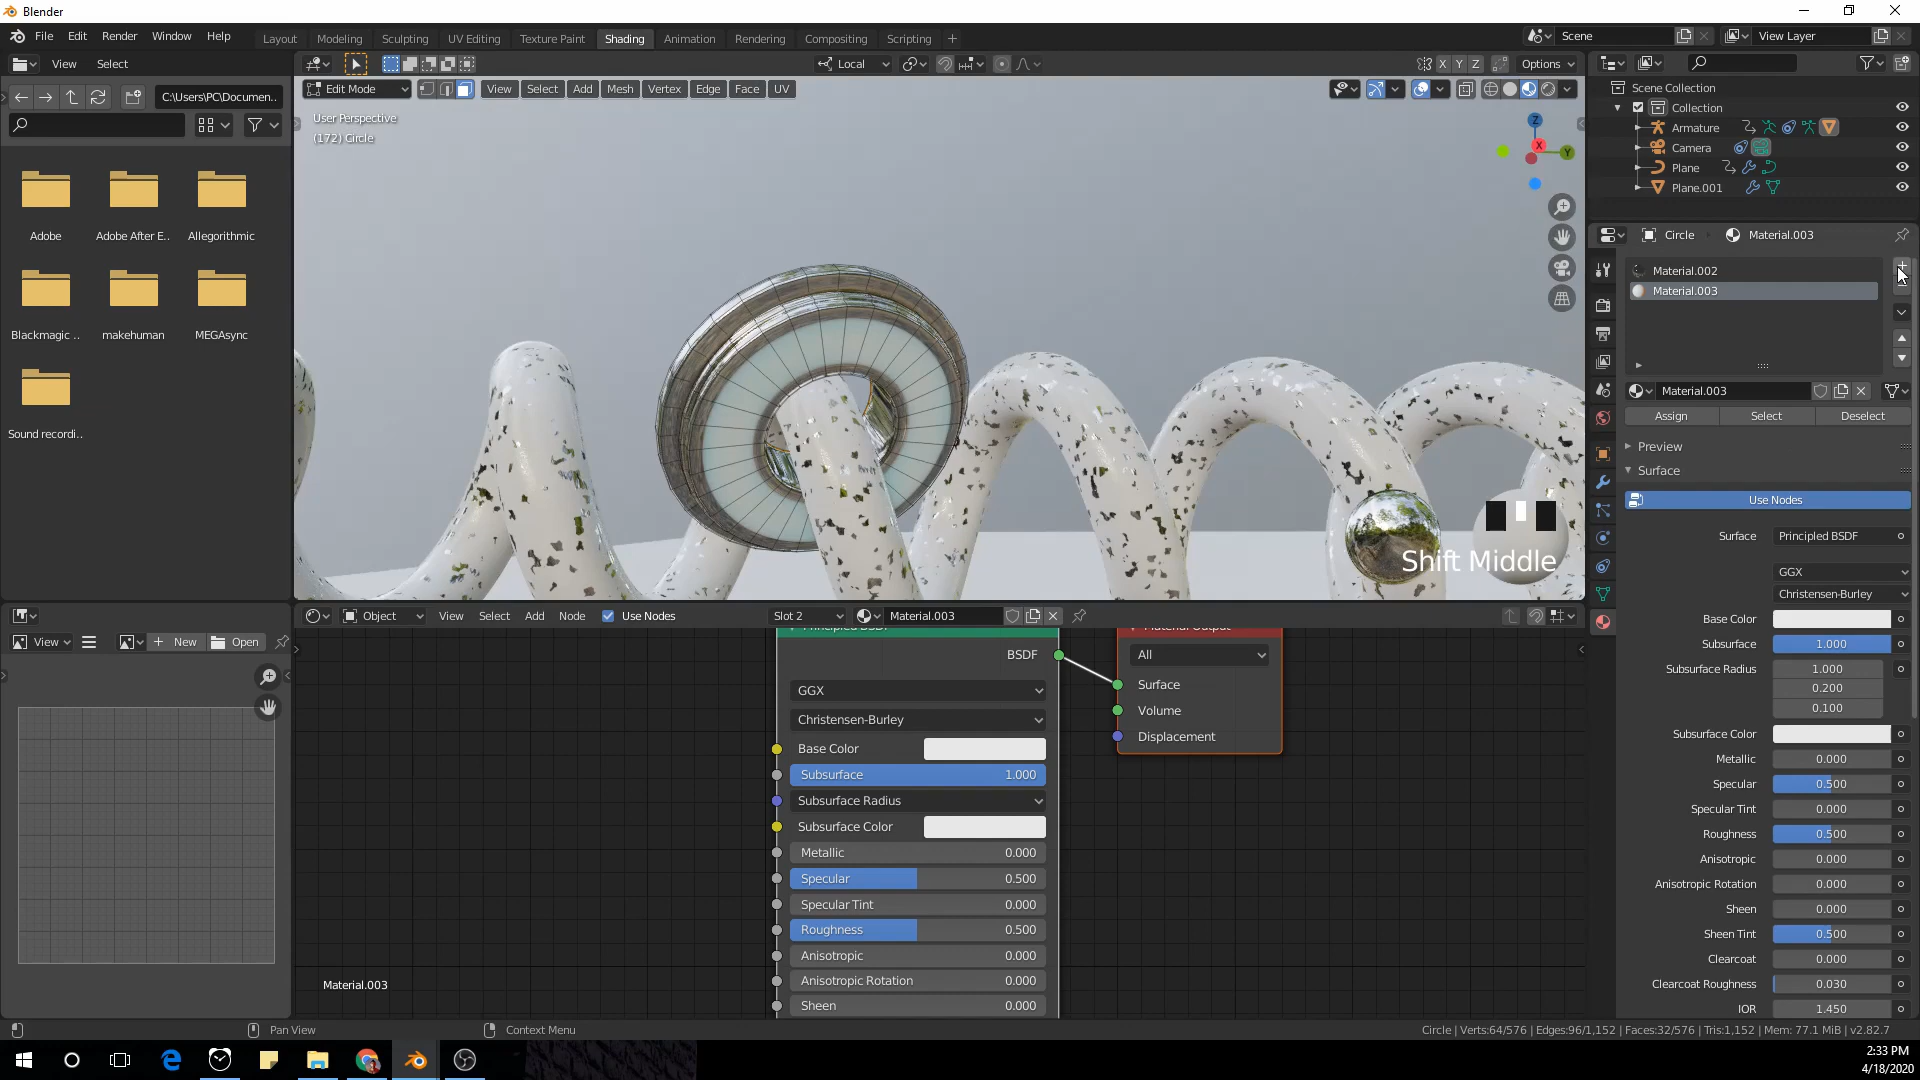 Blender
File Edit Render Window Help
Layout Modeling Sculpting UV Editing Texture Paint Shading Animation Rendering Compositing Scripting
Scene View Layer
View Select
Local
X Y Z Options
C:\Users\PC\Documen..
Edit Mode View Select Add Mesh Vertex Edge Face UV
User Perspective
(172) Circle
Z
X
Y
Scene Collection
Collection
Armature
Camera
Plane
Plane.001
Adobe Adobe After E.. Allegorithmic
Blackmagic .. makehuman MEGAsync
Sound recordi..
Circle Material.003
Material.002
Material.003
Material.003
Assign Select Deselect
Preview
Surface
Use Nodes
Surface Principled BSDF
GGX
Christensen-Burley
Base Color
Subsurface 1.000
Subsurface Radius 1.000
0.200
0.100
Subsurface Color
Metallic 0.000
Specular 0.500
Specular Tint 0.000
Roughness 0.500
Anisotropic 0.000
Anisotropic Rotation 0.000
Sheen 0.000
Sheen Tint 0.500
Clearcoat 0.000
Clearcoat Roughness 0.030
IOR 1.450
Shift Middle
Object View Select Add Node Use Nodes Slot 2 Material.003
View New Open
Principled BSDF
BSDF
GGX
Christensen-Burley
Base Color
Subsurface 1.000
Subsurface Radius
Subsurface Color
Metallic 0.000
Specular 0.500
Specular Tint 0.000
Roughness 0.500
Anisotropic 0.000
Anisotropic Rotation 0.000
Sheen 0.000
Material Output
All
Surface
Volume
Displacement
Material.003
Pan View Context Menu
Circle | Verts:64/576 | Edges:96/1,152 | Faces:32/576 | Tris:1,152 | Mem: 77.1 MiB | v2.82.7
2:33 PM
4/18/2020